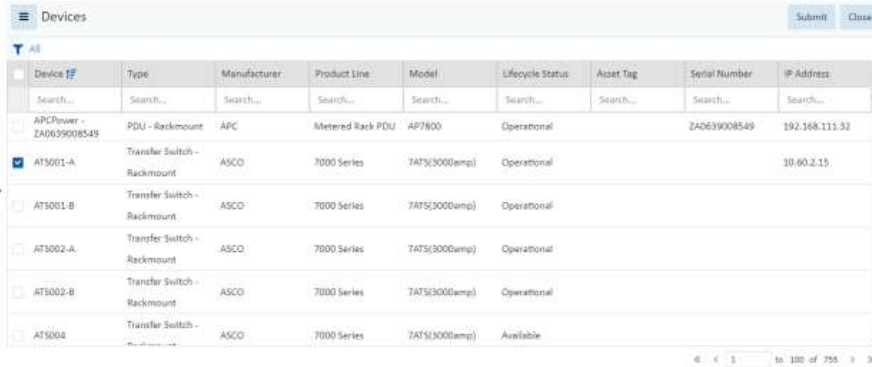 Devices Submit Close
All
Device Type Manufacturer Product Line Model Lifecycle Status Asset Tag Serial Number IP Address
Search... Search... Search... Search... Search... Search... Search... Search... Search...
APCPower - ZA0639008549 PDU - Rackmount APC Metered Rack PDU AP7800 Operational ZA0639008549 192.168.111.32
ATS001-A Transfer Switch - Rackmount ASCO 7000 Series 7ATS(3000amp) Operational 10.60.2.15
ATS001-B Transfer Switch - Rackmount ASCO 7000 Series 7ATS(3000amp) Operational
ATS002-A Transfer Switch - Rackmount ASCO 7000 Series 7ATS(3000amp) Operational
ATS002-B Transfer Switch - Rackmount ASCO 7000 Series 7ATS(3000amp) Operational
ATS004 Transfer Switch - ASCO 7000 Series 7ATS(3000amp) Available
1 to 100 of 755